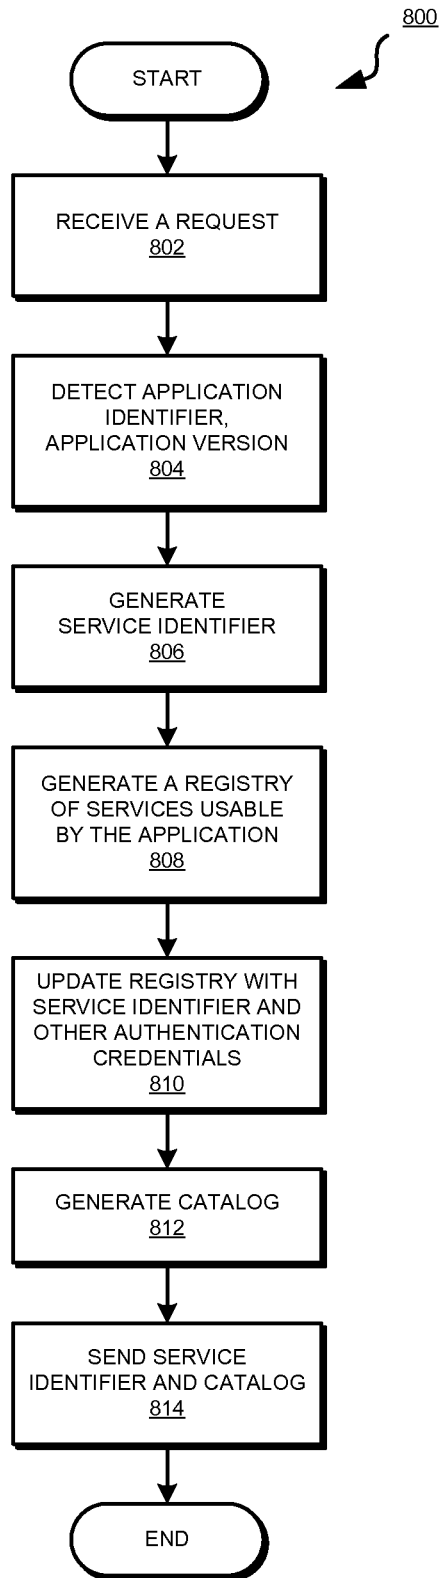 800
START
RECEIVE A REQUEST
802
DETECT APPLICATION
IDENTIFIER,
APPLICATION VERSION
804
GENERATE
SERVICE IDENTIFIER
806
GENERATE A REGISTRY
OF SERVICES USABLE
BY THE APPLICATION
808
UPDATE REGISTRY WITH
SERVICE IDENTIFIER AND
OTHER AUTHENTICATION
CREDENTIALS
810
GENERATE CATALOG
812
SEND SERVICE
IDENTIFIER AND CATALOG
814
END